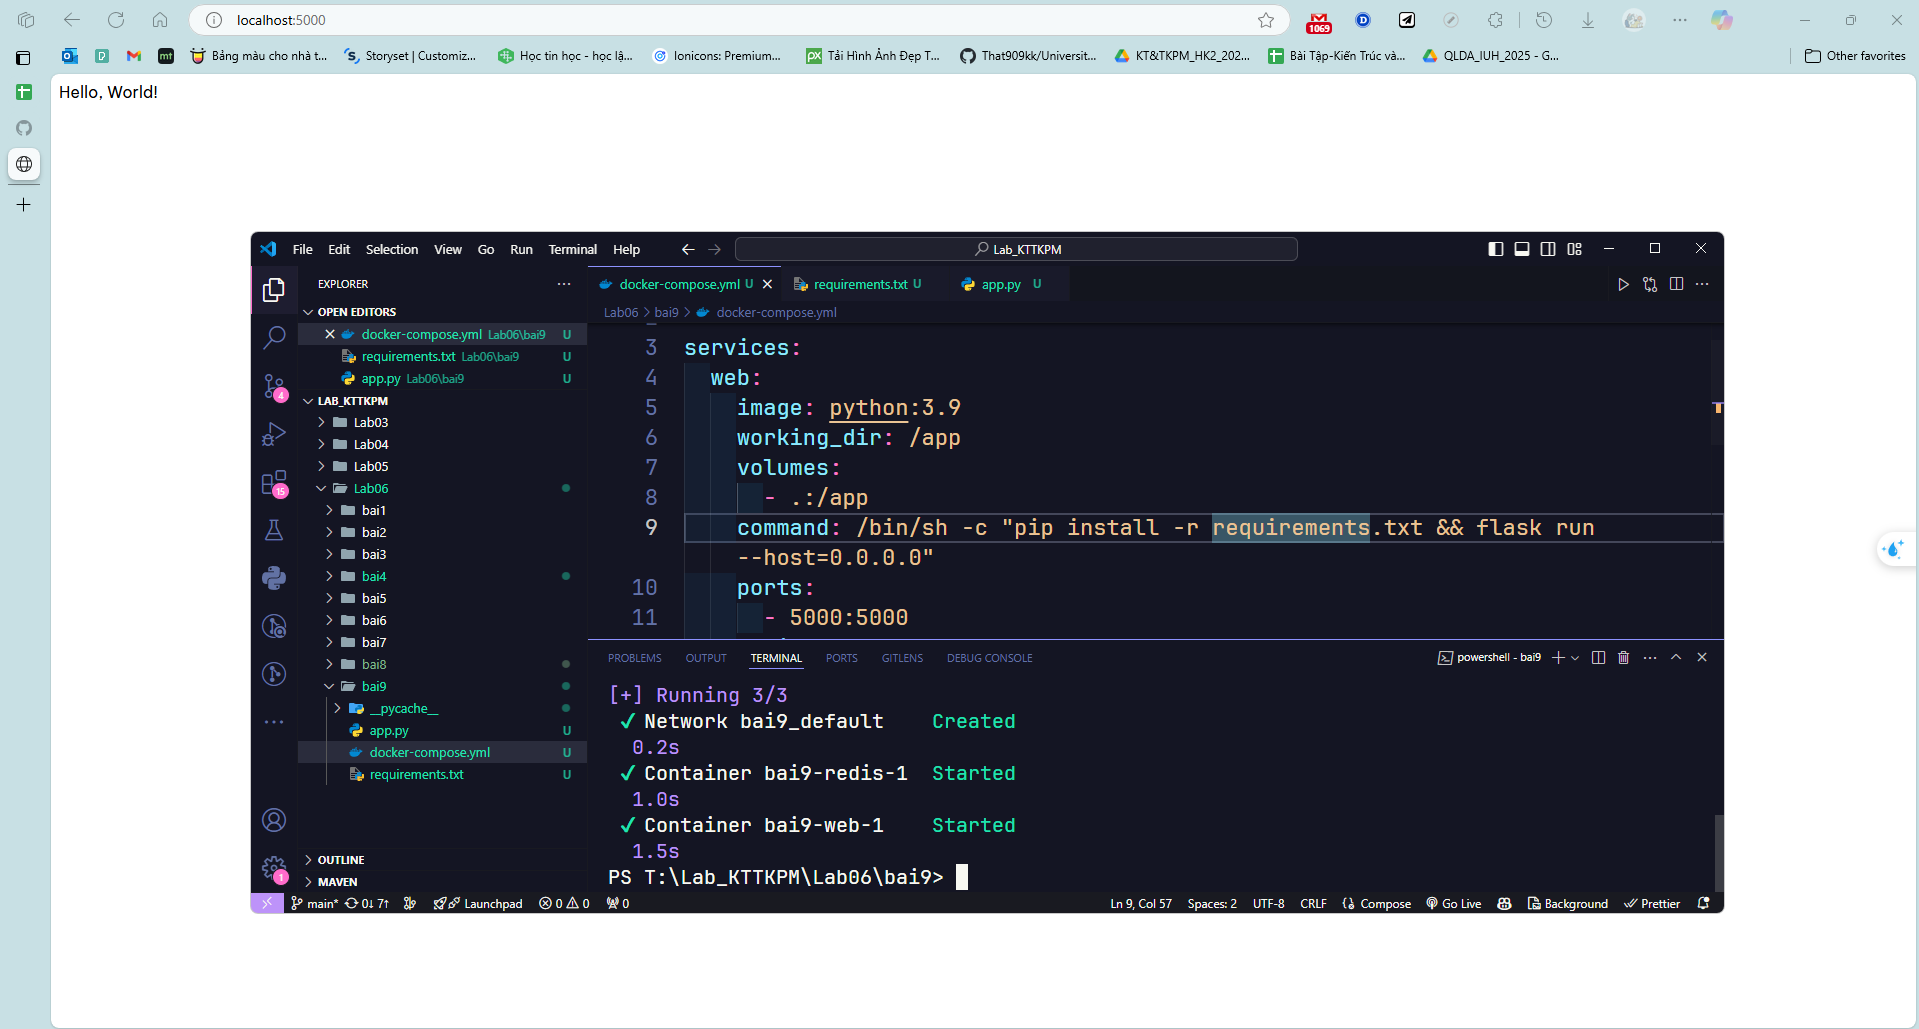 localhost:5000
1069
Bảng màu cho nhà t...
Storyset | Customiz...
Học tin học - học lậ...
Ionicons: Premium...
Tải Hình Ảnh Đẹp T...
That909kk/Universit...
KT&TKPM_HK2_202...
Bài Tập-Kiến Trúc và...
QLDA_IUH_2025 - G...
Other favorites
Hello, World!
File Edit Selection View Go Run Terminal Help
Lab_KTTKPM
EXPLORER
docker-compose.yml U
requirements.txt U
app.py U
OPEN EDITORS
Lab06 > bai9 > docker-compose.yml
docker-compose.yml Lab06\bai9 U
requirements.txt Lab06\bai9 U
app.py Lab06\bai9 U
LAB_KTTKPM
Lab03
Lab04
Lab05
Lab06
bai1
bai2
bai3
bai4
bai5
bai6
bai7
bai8
bai9
__pycache__
app.py U
docker-compose.yml U
requirements.txt U
OUTLINE
MAVEN
4
15
1
3 services:
4 web:
5 image: python:3.9
6 working_dir: /app
7 volumes:
8 - .:/app
9 command: /bin/sh -c "pip install -r requirements.txt && flask run
--host=0.0.0.0"
10 ports:
11 - 5000:5000
PROBLEMS OUTPUT TERMINAL PORTS GITLENS DEBUG CONSOLE
powershell - bai9
[+] Running 3/3
✓ Network bai9_default Created
0.2s
✓ Container bai9-redis-1 Started
1.0s
✓ Container bai9-web-1 Started
1.5s
PS T:\Lab_KTTKPM\Lab06\bai9>
main* 0↓ 7↑ Launchpad 0 0 0
Ln 9, Col 57 Spaces: 2 UTF-8 CRLF Compose Go Live Background Prettier